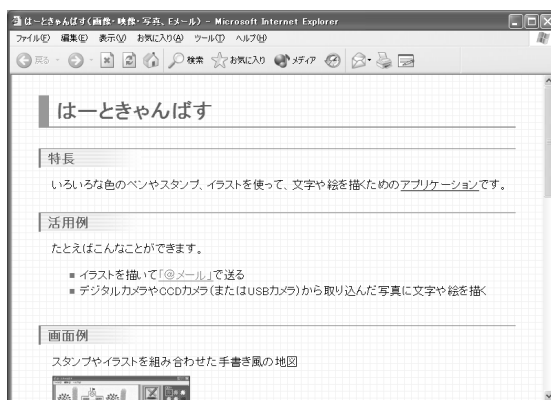 はーときゃんばす(画像・映像・写真、Eメール) - Microsoft Internet Explorer
ファイル(F) 編集(E) 表示(V) お気に入り(A) ツール(T) ヘルプ(H)
戻る 検索 お気に入り メディア
はーときゃんばす
特長
いろいろな色のペンやスタンプ、イラストを使って、文字や絵を描くためのアプリケーションです。
活用例
たとえばこんなことができます。
■ イラストを描いて「@メール」で送る
■ デジタルカメラやCCDカメラ(またはUSBカメラ)から取り込んだ写真に文字や絵を描く
画面例
スタンプやイラストを組み合わせた手書き風の地図